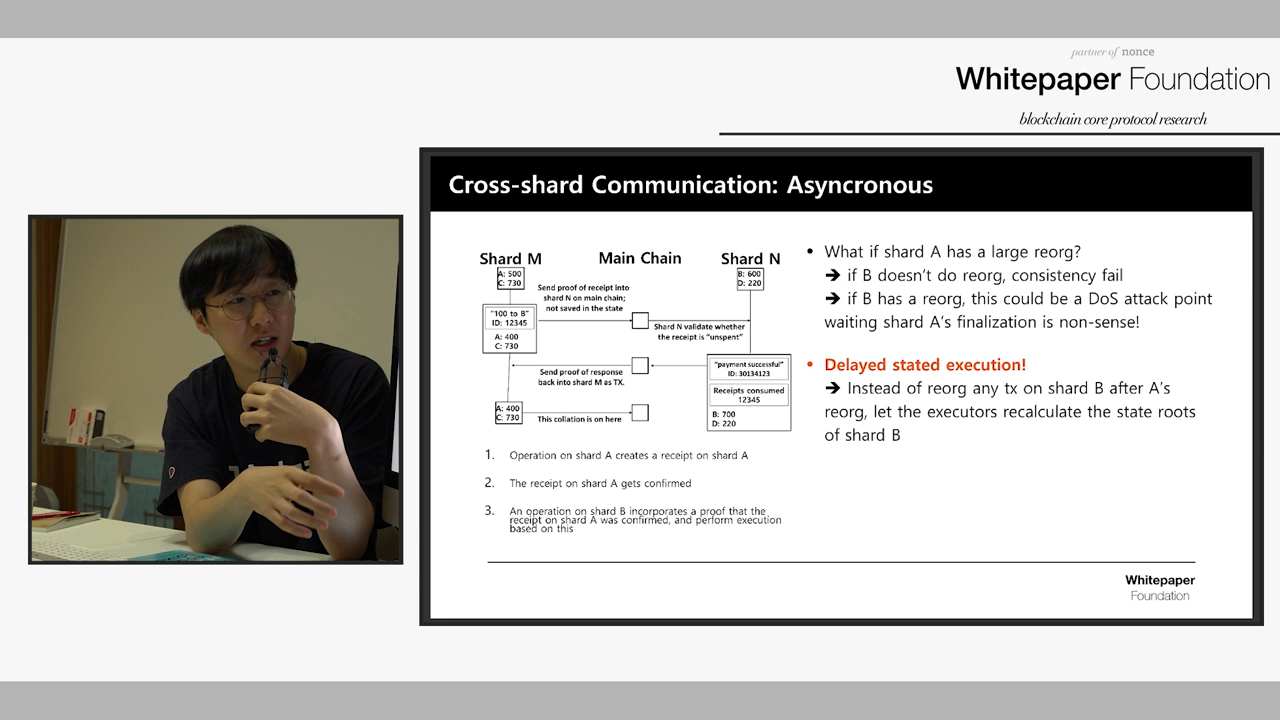 partner of nonce
Whitepaper Foundation
blockchain core protocol research
Cross-shard Communication: Asyncronous
Shard M
Main Chain
Shard N
A: 500
C: 730
B: 600
D: 220
Send proof of receipt into
shard N on main chain;
not saved in the state
"100 to B"
ID: 12345
A: 400
C: 730
Shard N validate whether
the receipt is "unspent"
"payment successful"
ID: 30134123
Receipts consumed
12345
B: 700
D: 220
Send proof of response
back into shard M as TX.
A: 400
C: 730
This collation is on here
1. Operation on shard A creates a receipt on shard A
2. The receipt on shard A gets confirmed
3. An operation on shard B incorporates a proof that the
receipt on shard A was confirmed, and perform execution
based on this
• What if shard A has a large reorg?
➔ if B doesn't do reorg, consistency fail
➔ if B has a reorg, this could be a DoS attack point
waiting shard A's finalization is non-sense!
• Delayed stated execution!
➔ Instead of reorg any tx on shard B after A's
reorg, let the executors recalculate the state roots
of shard B
Whitepaper
Foundation